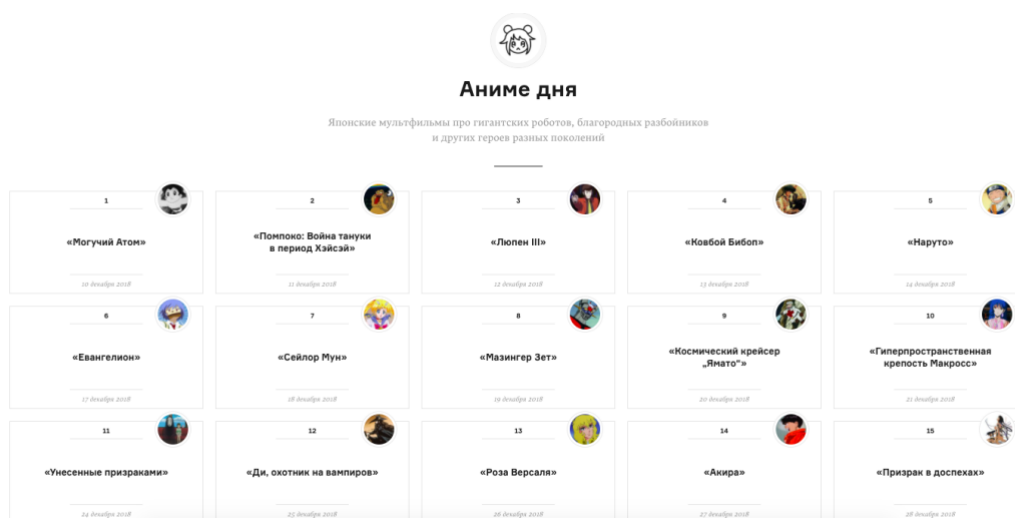 Аниме дня
Японские мультфильмы про гигантских роботов, благородных разбойников
и других героев разных поколений
1
«Могучий Атом»
10 декабря 2018
2
«Помпоко: Война тануки
в период Хэйсэй»
11 декабря 2018
3
«Люпен III»
12 декабря 2018
4
«Ковбой Бибоп»
13 декабря 2018
5
«Наруто»
14 декабря 2018
6
«Евангелион»
17 декабря 2018
7
«Сейлор Мун»
18 декабря 2018
8
«Мазингер Зет»
19 декабря 2018
9
«Космический крейсер
„Ямато“»
20 декабря 2018
10
«Гиперпространственная
крепость Макросс»
21 декабря 2018
11
«Унесенные призраками»
24 декабря 2018
12
«Ди, охотник на вампиров»
25 декабря 2018
13
«Роза Версаля»
26 декабря 2018
14
«Акира»
27 декабря 2018
15
«Призрак в доспехах»
28 декабря 2018